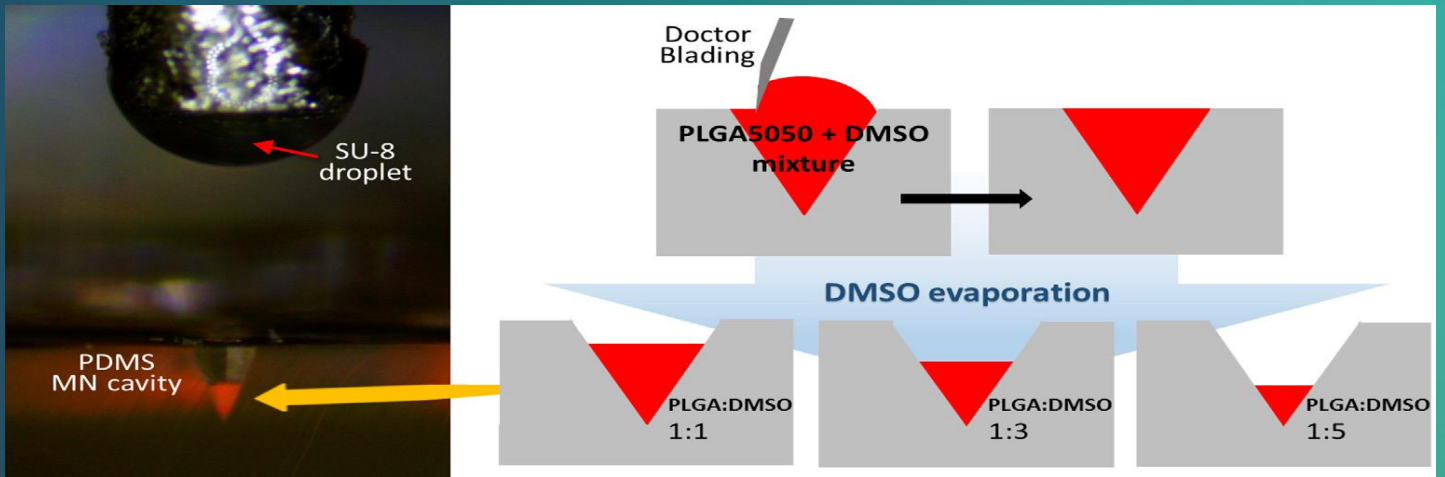 SU-8
droplet
PDMS
MN cavity
Doctor
Blading
PLGA5050 + DMSO
mixture
DMSO evaporation
PLGA:DMSO
1:1
PLGA:DMSO
1:3
PLGA:DMSO
1:5